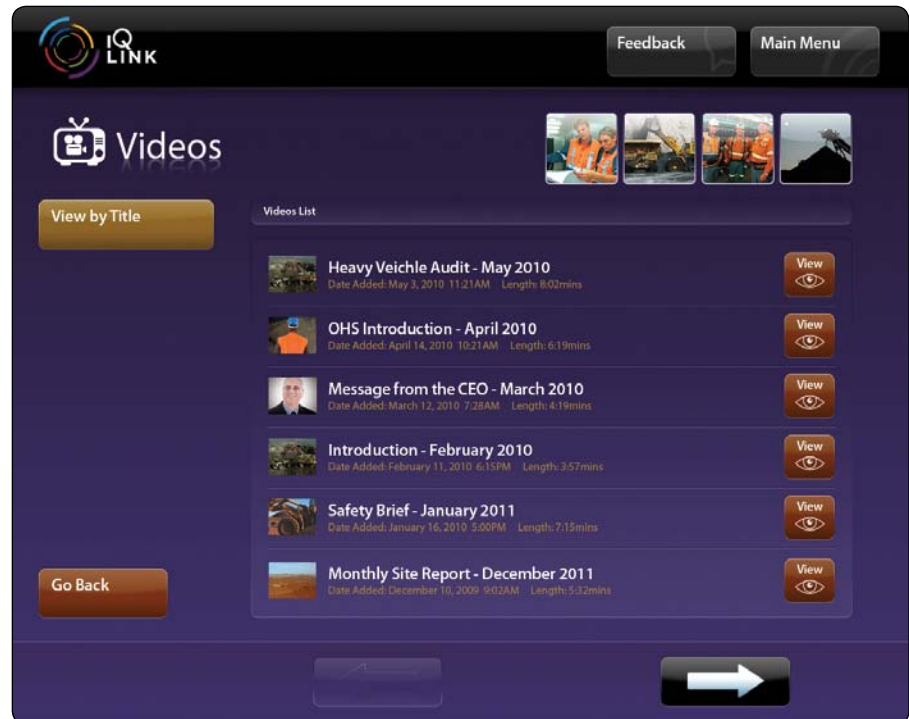 IQ
LINK
Feedback
Main Menu
Videos
View by Title
Videos List
Heavy Veichle Audit - May 2010
Date Added: May 3, 2010 11:21AM Length: 8:02mins
View
OHS Introduction - April 2010
Date Added: April 14, 2010 10:21AM Length: 6:19mins
View
Message from the CEO - March 2010
Date Added: March 12, 2010 7:28AM Length: 4:19mins
View
Introduction - February 2010
Date Added: February 11, 2010 6:15PM Length: 3:57mins
View
Safety Brief - January 2011
Date Added: January 16, 2010 5:00PM Length: 7:15mins
View
Monthly Site Report - December 2011
Date Added: December 10, 2009 9:02AM Length: 5:32mins
View
Go Back